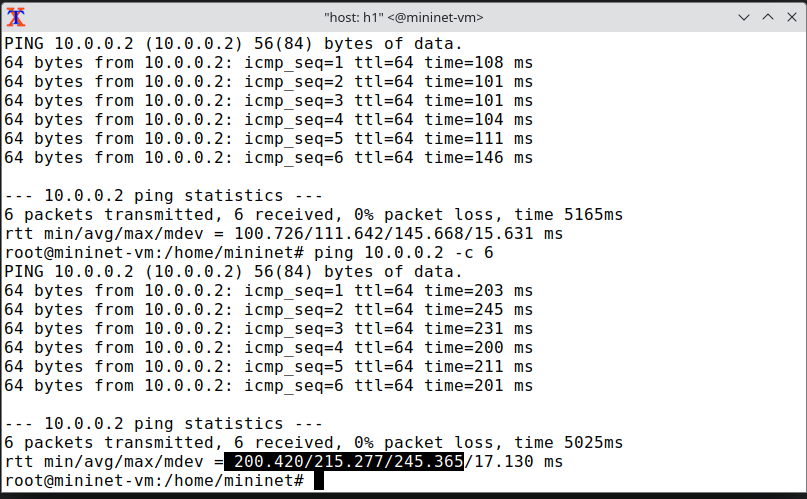 "host: h1" <@mininet-vm>
PING 10.0.0.2 (10.0.0.2) 56(84) bytes of data.
64 bytes from 10.0.0.2: icmp_seq=1 ttl=64 time=108 ms
64 bytes from 10.0.0.2: icmp_seq=2 ttl=64 time=101 ms
64 bytes from 10.0.0.2: icmp_seq=3 ttl=64 time=101 ms
64 bytes from 10.0.0.2: icmp_seq=4 ttl=64 time=104 ms
64 bytes from 10.0.0.2: icmp_seq=5 ttl=64 time=111 ms
64 bytes from 10.0.0.2: icmp_seq=6 ttl=64 time=146 ms
--- 10.0.0.2 ping statistics ---
6 packets transmitted, 6 received, 0% packet loss, time 5165ms
rtt min/avg/max/mdev = 100.726/111.642/145.668/15.631 ms
root@mininet-vm:/home/mininet# ping 10.0.0.2 -c 6
PING 10.0.0.2 (10.0.0.2) 56(84) bytes of data.
64 bytes from 10.0.0.2: icmp_seq=1 ttl=64 time=203 ms
64 bytes from 10.0.0.2: icmp_seq=2 ttl=64 time=245 ms
64 bytes from 10.0.0.2: icmp_seq=3 ttl=64 time=231 ms
64 bytes from 10.0.0.2: icmp_seq=4 ttl=64 time=200 ms
64 bytes from 10.0.0.2: icmp_seq=5 ttl=64 time=211 ms
64 bytes from 10.0.0.2: icmp_seq=6 ttl=64 time=201 ms
--- 10.0.0.2 ping statistics ---
6 packets transmitted, 6 received, 0% packet loss, time 5025ms
rtt min/avg/max/mdev = 200.420/215.277/245.365/17.130 ms
root@mininet-vm:/home/mininet#